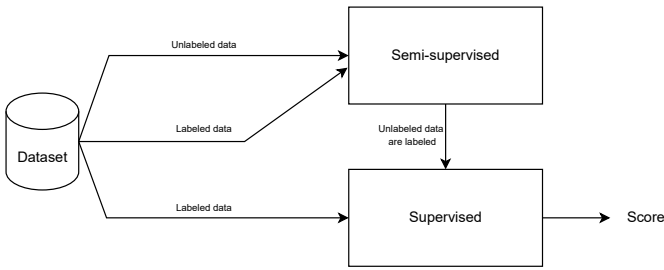 Unlabeled data
Semi-supervised
Labeled data
Unlabeled data
are labeled
Dataset
Labeled data
Supervised
Score